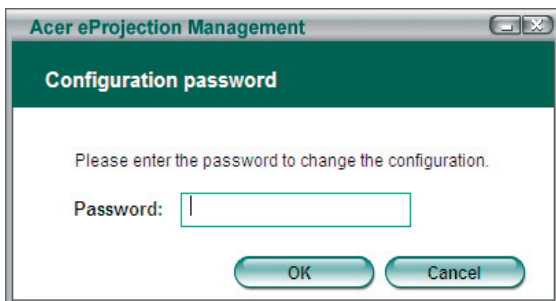 Acer eProjection Management
Configuration password
Please enter the password to change the configuration.
Password:
OK Cancel